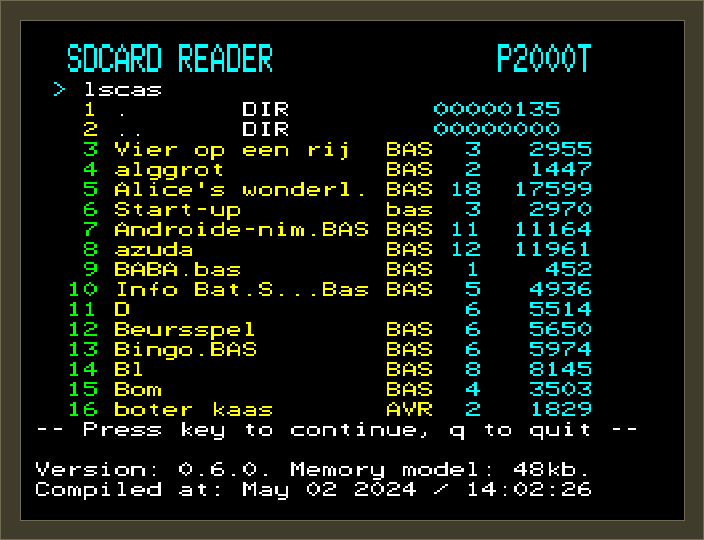 SDCARD READER P2000T
> lscas
1 . DIR 00000135
2 .. DIR 00000000
3 Vier op een rij BAS 3 2955
4 alggrot BAS 2 1447
5 Alice's wonderl. BAS 18 17599
6 Start-up bas 3 2970
7 Androide-nim.BAS BAS 11 11164
8 azuda BAS 12 11961
9 BABA.bas BAS 1 452
10 Info Bat.S...Bas BAS 5 4936
11 D 6 5514
12 Beursspel BAS 6 5650
13 Bingo.BAS BAS 6 5974
14 Bl BAS 8 8145
15 Bom BAS 4 3503
16 boter kaas AVR 2 1829
-- Press key to continue, q to quit --
Version: 0.6.0. Memory model: 48kb.
Compiled at: May 02 2024 / 14:02:26